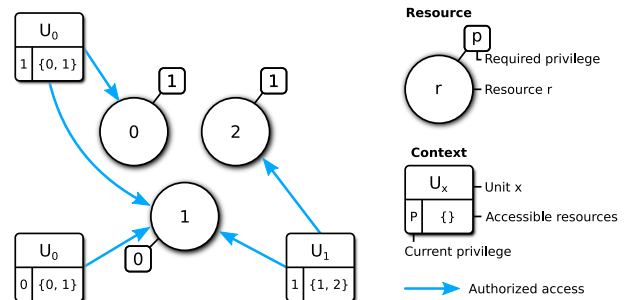 U0
1 {0, 1}
1
0
1
2
1
0
U0
0 {0, 1}
U1
1 {1, 2}
Resource
p
Required privilege
r
Resource r
Context
Ux
Unit x
P {}
Accessible resources
Current privilege
Authorized access